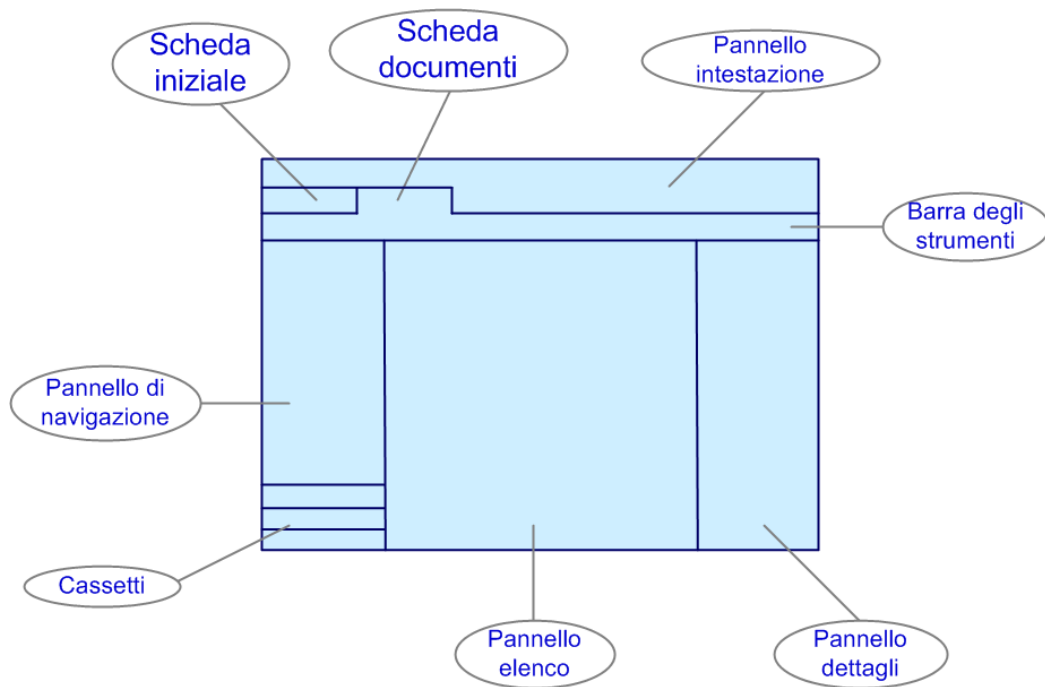 Scheda
iniziale
Scheda
documenti
Pannello
intestazione
Barra degli
strumenti
Pannello di
navigazione
Cassetti
Pannello
elenco
Pannello
dettagli